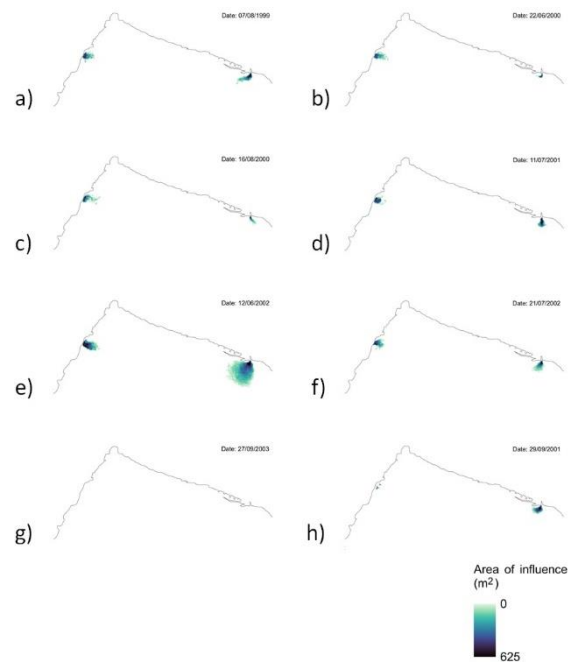 Date: 07/08/1999
a)
Date: 22/06/2000
b)
Date: 16/08/2000
c)
Date: 11/07/2001
d)
Date: 12/06/2002
e)
Date: 21/07/2002
f)
Date: 27/09/2003
g)
Date: 29/09/2001
h)
Area of influence
(m²)
0
625